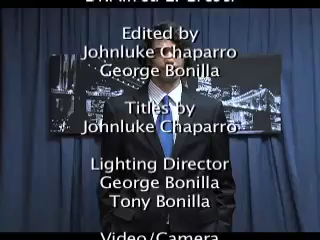 Edited by
Johnluke Chaparro
George Bonilla
Titles by
Johnluke Chaparro
Lighting Director
George Bonilla
Tony Bonilla
Video/Camera